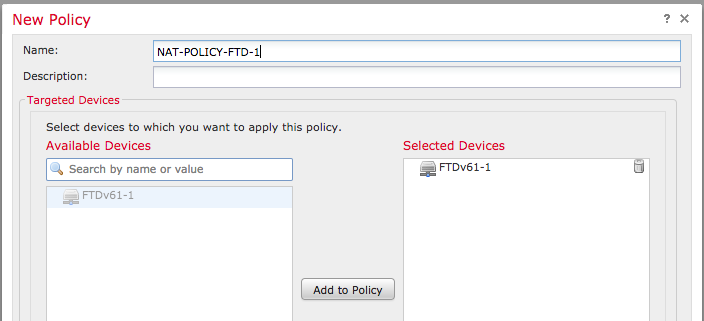 New Policy
? ×
Name:
NAT-POLICY-FTD-1
Description:
Targeted Devices
Select devices to which you want to apply this policy.
Available Devices
Selected Devices
Search by name or value
FTDv61-1
FTDv61-1
Add to Policy